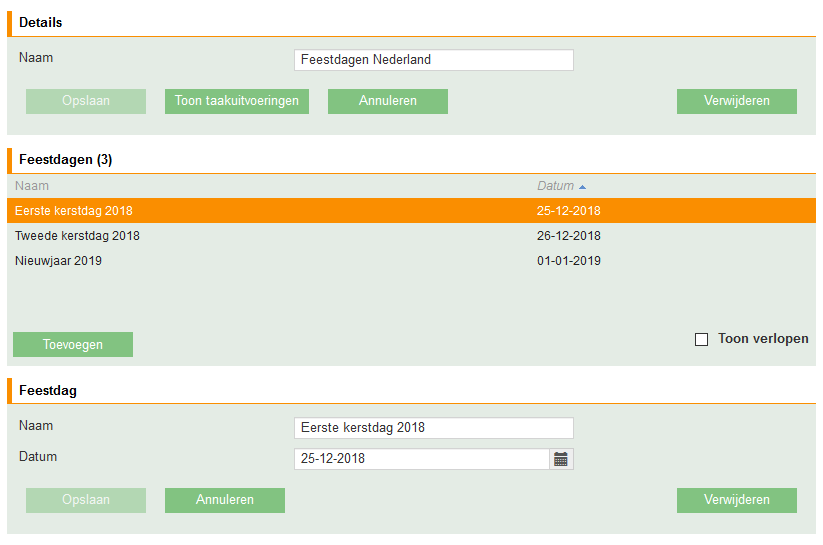 Details
Naam Feestdagen Nederland
Opslaan Toon taakuitvoeringen Annuleren Verwijderen
Feestdagen (3)
Naam Datum
Eerste kerstdag 2018 25-12-2018
Tweede kerstdag 2018 26-12-2018
Nieuwjaar 2019 01-01-2019
Toevoegen Toon verlopen
Feestdag
Naam Eerste kerstdag 2018
Datum 25-12-2018
Opslaan Annuleren Verwijderen